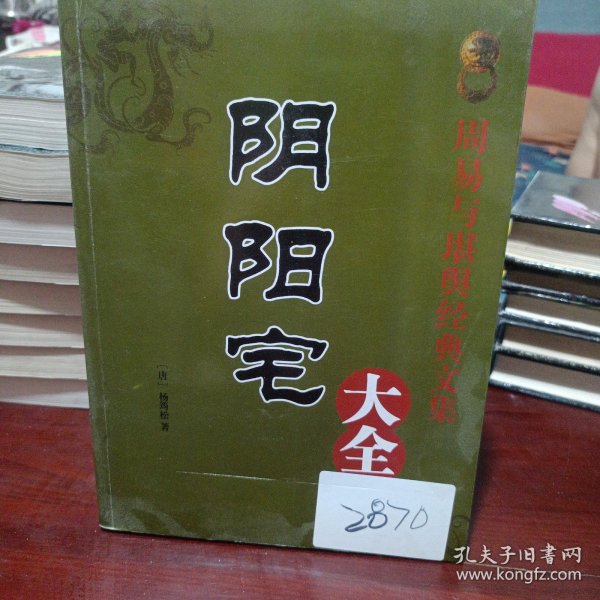 阴阳宅
大全
周易与堪舆经典文集
[唐] 杨筠松 著
2870
孔夫子旧书网
www.kongfz.com